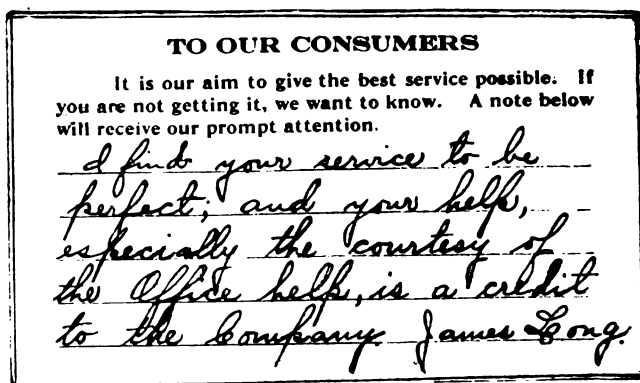 TO OUR CONSUMERS
It is our aim to give the best service possible. If
you are not getting it, we want to know. A note below
will receive our prompt attention.
I find your service to be
perfect; and your help,
especially the courtesy of
the Office help, is a credit
to the Company. James Long.